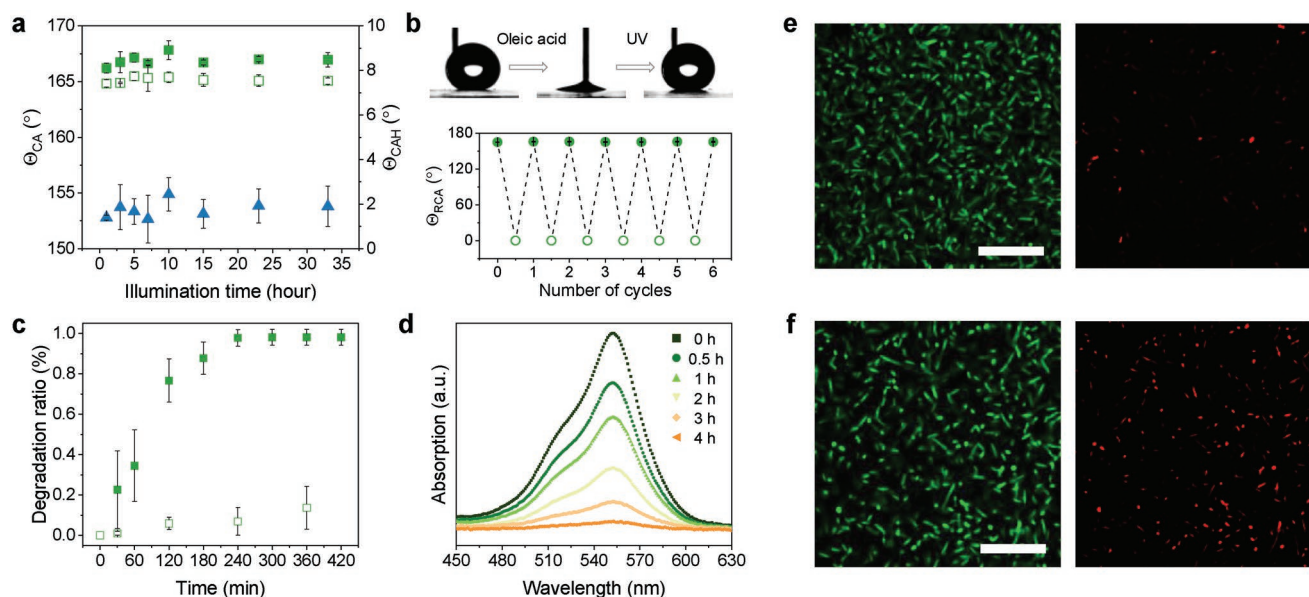 a
170
165
160
155
150
Θ_CA (°)
10
8
6
4
2
0
Θ_CAH (°)
0 5 10 15 20 25 30 35
Illumination time (hour)
b
Oleic acid
UV
180
120
60
0
Θ_RCA (°)
0 1 2 3 4 5 6
Number of cycles
c
1.0
0.8
0.6
0.4
0.2
0.0
Degradation ratio (%)
0 60 120 180 240 300 360 420
Time (min)
d
0 h
0.5 h
1 h
2 h
3 h
4 h
Absorption (a.u.)
450 480 510 540 570 600 630
Wavelength (nm)
e
f